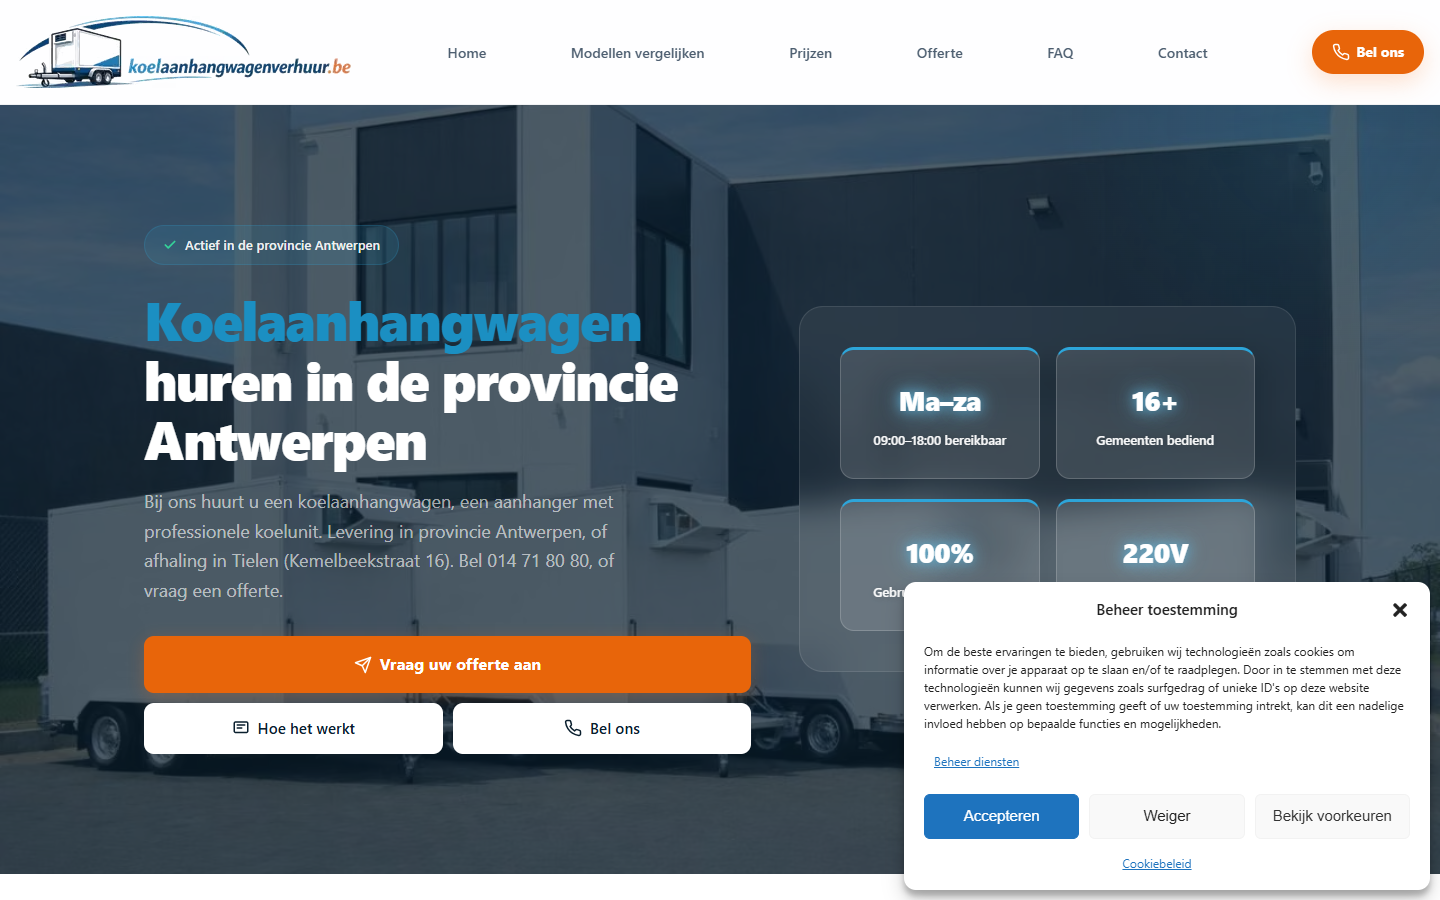 koelaanhangwagenverhuur.be
Home
Modellen vergelijken
Prijzen
Offerte
FAQ
Contact
Bel ons
Actief in de provincie Antwerpen
Koelaanhangwagen
huren in de provincie
Antwerpen
Bij ons huurt u een koelaanhangwagen, een aanhanger met
professionele koelunit. Levering in provincie Antwerpen, of
afhaling in Tielen (Kemelbeekstraat 16). Bel 014 71 80 80, of
vraag een offerte.
Vraag uw offerte aan
Hoe het werkt
Bel ons
Ma–za
09:00–18:00 bereikbaar
16+
Gemeenten bediend
100%
220V
Beheer toestemming
Om de beste ervaringen te bieden, gebruiken wij technologieën zoals cookies om
informatie over je apparaat op te slaan en/of te raadplegen. Door in te stemmen met deze
technologieën kunnen wij gegevens zoals surfgedrag of unieke ID's op deze website
verwerken. Als je geen toestemming geeft of uw toestemming intrekt, kan dit een nadelige
invloed hebben op bepaalde functies en mogelijkheden.
Beheer diensten
Accepteren
Weiger
Bekijk voorkeuren
Cookiebeleid